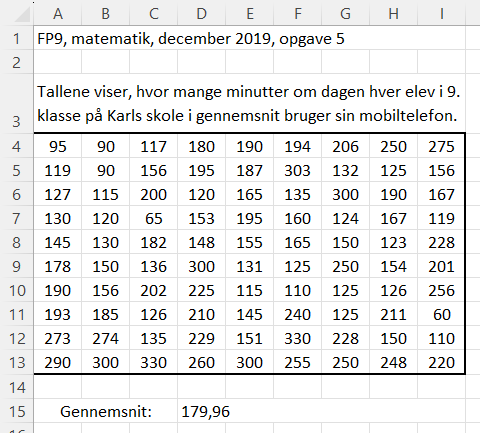 A B C D E F G H I
1 FP9, matematik, december 2019, opgave 5
2
Tallene viser, hvor mange minutter om dagen hver elev i 9.
3 klasse på Karls skole i gennemsnit bruger sin mobiltelefon.
4 95 90 117 180 190 194 206 250 275
5 119 90 156 195 187 303 132 125 156
6 127 115 200 120 165 135 300 190 167
7 130 120 65 153 195 160 124 167 119
8 145 130 182 148 155 165 150 123 228
9 178 150 136 300 131 125 250 154 201
10 190 156 202 225 115 110 125 126 256
11 193 185 126 210 145 240 125 211 60
12 273 274 135 229 151 330 228 150 110
13 290 300 330 260 300 255 250 248 220
14
15 Gennemsnit: 179,96
16